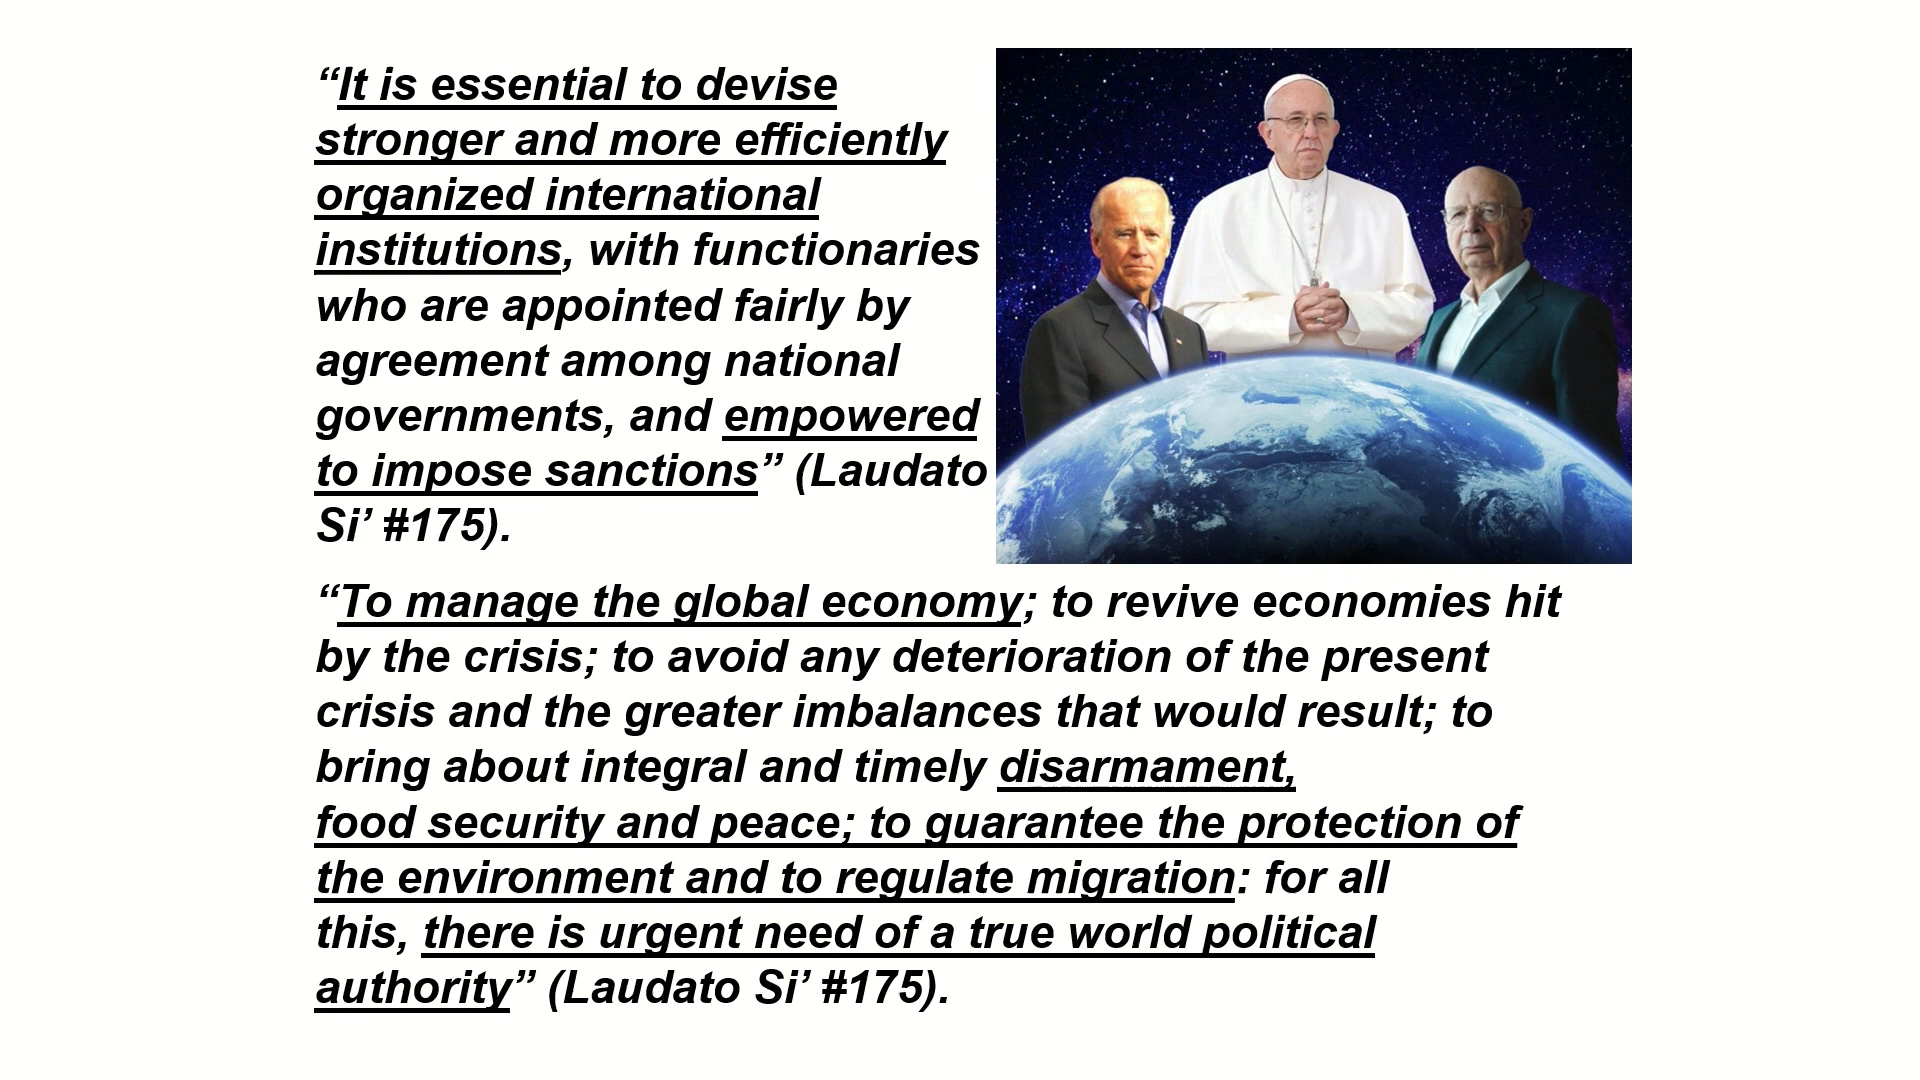 “It is essential to devise
stronger and more efficiently
organized international
institutions, with functionaries
who are appointed fairly by
agreement among national
governments, and empowered
to impose sanctions” (Laudato
Si’ #175).
“To manage the global economy; to revive economies hit
by the crisis; to avoid any deterioration of the present
crisis and the greater imbalances that would result; to
bring about integral and timely disarmament,
food security and peace; to guarantee the protection of
the environment and to regulate migration: for all
this, there is urgent need of a true world political
authority” (Laudato Si’ #175).